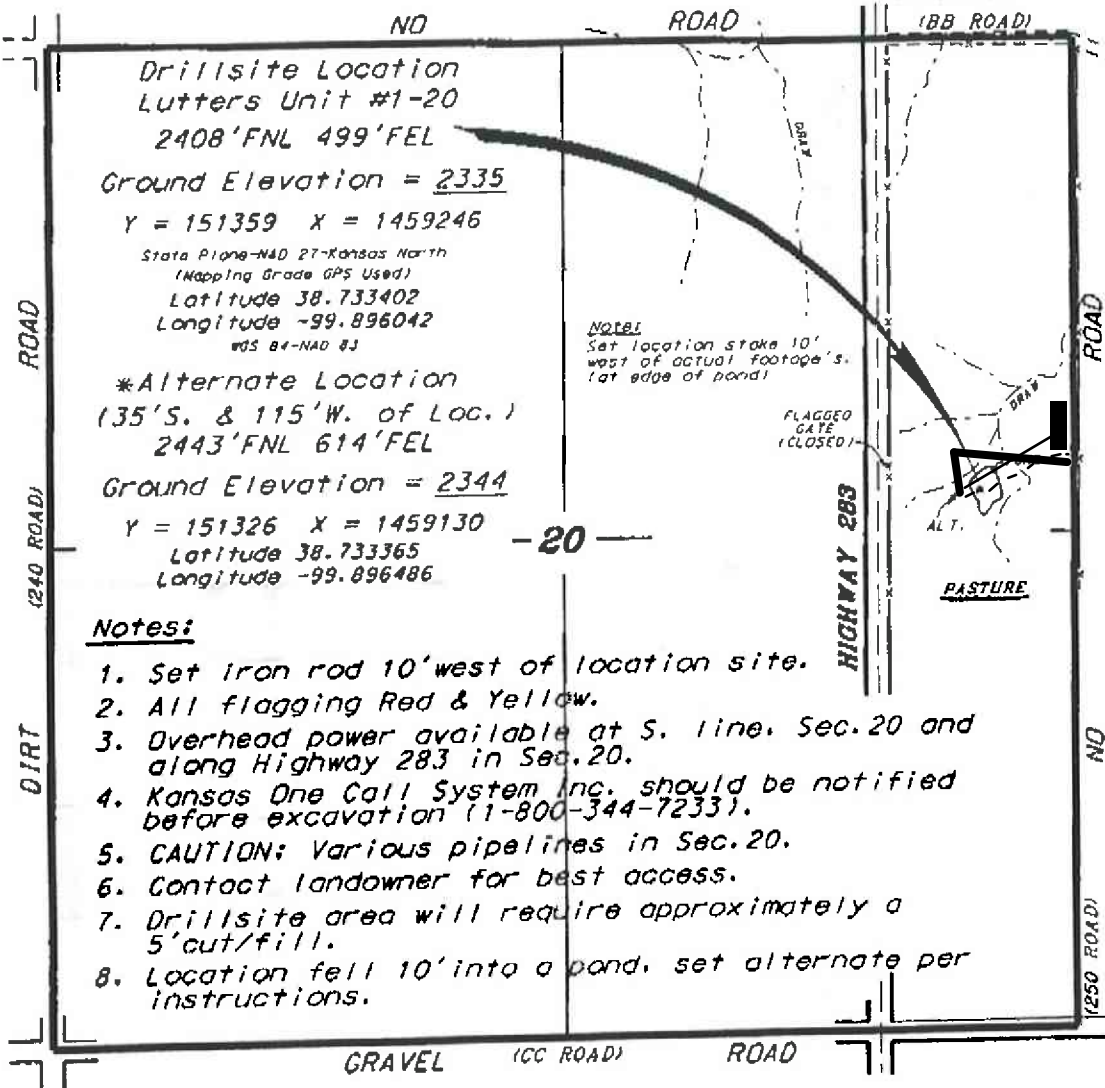 NO ROAD (BB ROAD)
Drillsite Location
Lutters Unit #1-20
2408'FNL 499'FEL
Ground Elevation = 2335
Y = 151359 X = 1459246
State Plane-NAD 27-Kansas North
(Mapping Grade GPS Used)
Latitude 38.733402
Longitude -99.896042
WGS 84-NAD 83
*Alternate Location
(35'S. & 115'W. of Loc.)
2443'FNL 614'FEL
Ground Elevation = 2344
Y = 151326 X = 1459130
Latitude 38.733365
Longitude -99.896486
DRAW
Note:
Set location stake 10'
west of actual footage's.
(at edge of pond)
FLAGGED
GATE
(CLOSED)
DRAW
ALT.
-20
HIGHWAY 283
PASTURE
Notes:
1. Set iron rod 10'west of location site.
2. All flagging Red & Yellow.
3. Overhead power available at S. line, Sec.20 and
along Highway 283 in Sec.20.
4. Kansas One Call System Inc. should be notified
before excavation (1-800-344-7233).
5. CAUTION: Various pipelines in Sec.20.
6. Contact landowner for best access.
7. Drillsite area will require approximately a
5'cut/fill.
8. Location fell 10'into a pond, set alternate per
instructions.
DIRT (240 ROAD) ROAD
NO ROAD
(250 ROAD)
GRAVEL (CC ROAD) ROAD